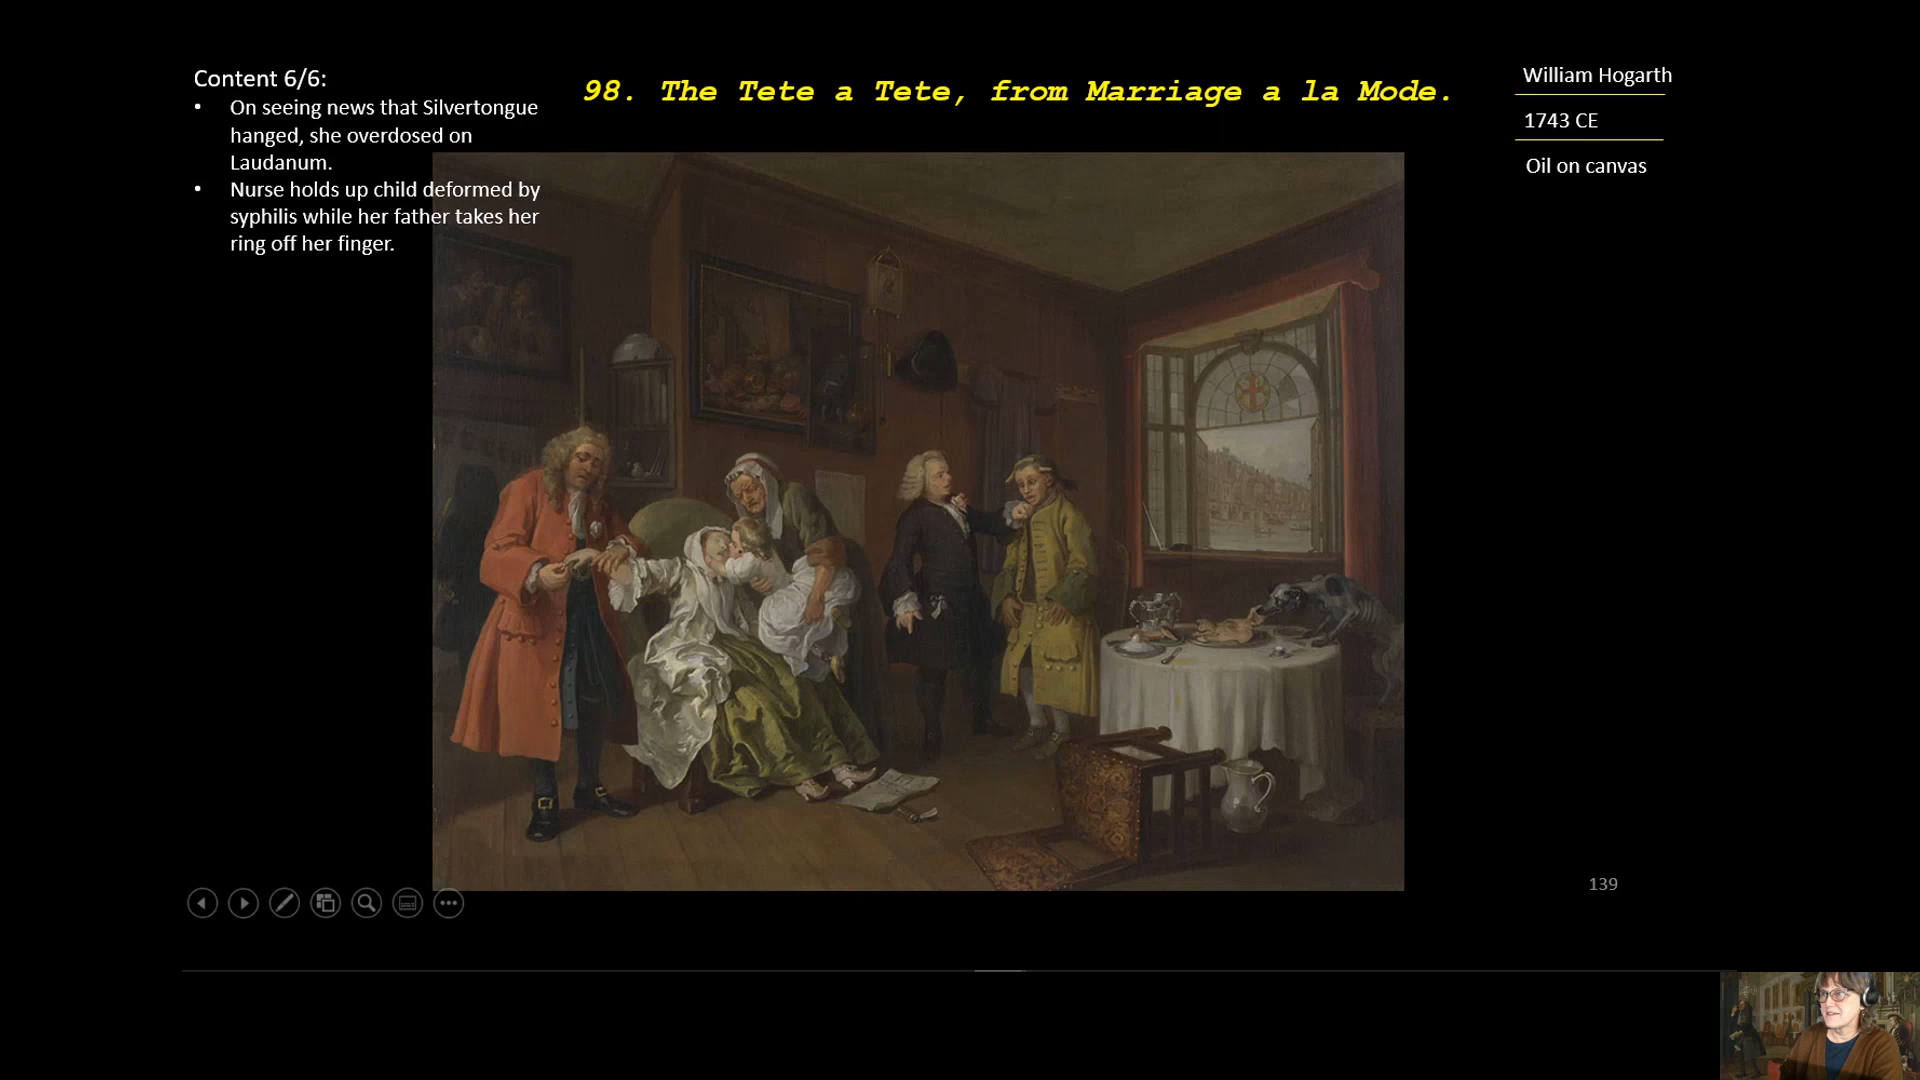 Content 6/6:
• On seeing news that Silvertongue
hanged, she overdosed on
Laudanum.
• Nurse holds up child deformed by
syphilis while her father takes her
ring off her finger.
98. The Tete a Tete, from Marriage a la Mode.
William Hogarth
1743 CE
Oil on canvas
139